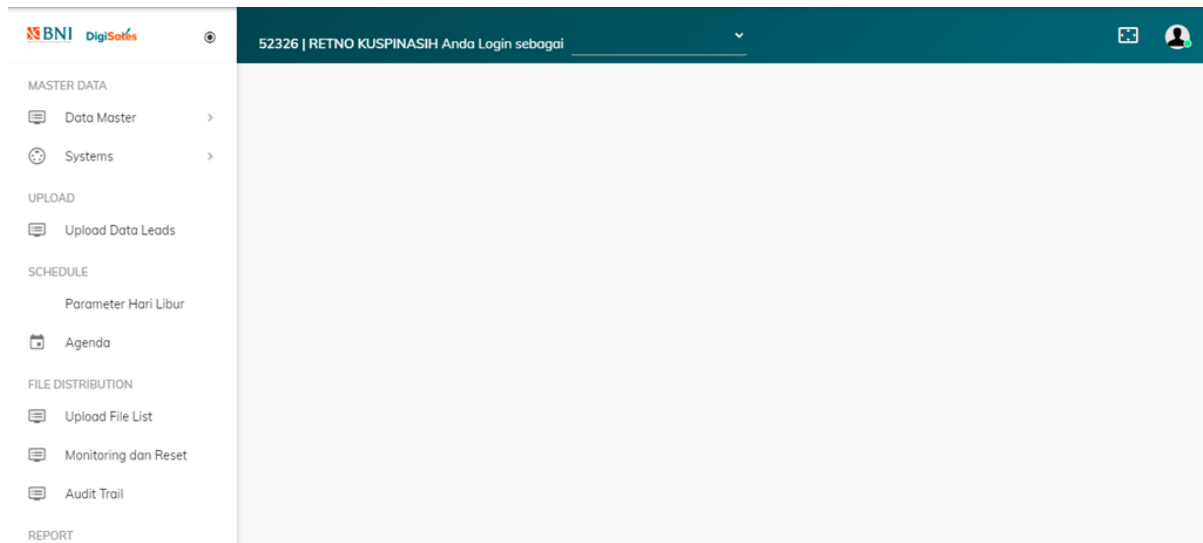 BNI DigiSales
52326 | RETNO KUSPINASIH Anda Login sebagai
MASTER DATA
Data Master
Systems
UPLOAD
Upload Data Leads
SCHEDULE
Parameter Hari Libur
Agenda
FILE DISTRIBUTION
Upload File List
Monitoring dan Reset
Audit Trail
REPORT